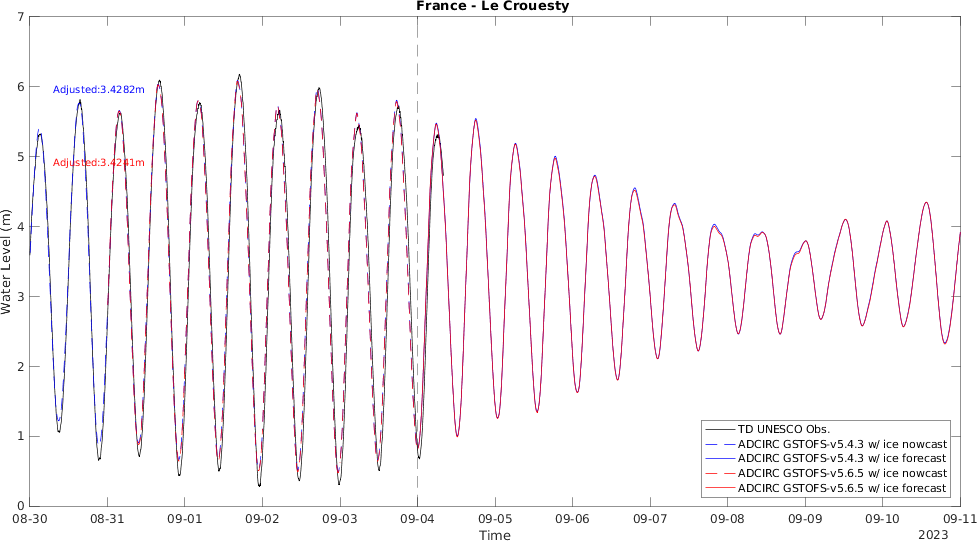 France - Le Crouesty
7
6
5
4
3
2
1
0
Water Level (m)
Adjusted:3.4282m
Adjusted:3.4241m
TD UNESCO Obs.
ADCIRC GSTOFS-v5.4.3 w/ ice nowcast
ADCIRC GSTOFS-v5.4.3 w/ ice forecast
ADCIRC GSTOFS-v5.6.5 w/ ice nowcast
ADCIRC GSTOFS-v5.6.5 w/ ice forecast
08-30 08-31 09-01 09-02 09-03 09-04 09-05 09-06 09-07 09-08 09-09 09-10 09-11
Time
2023